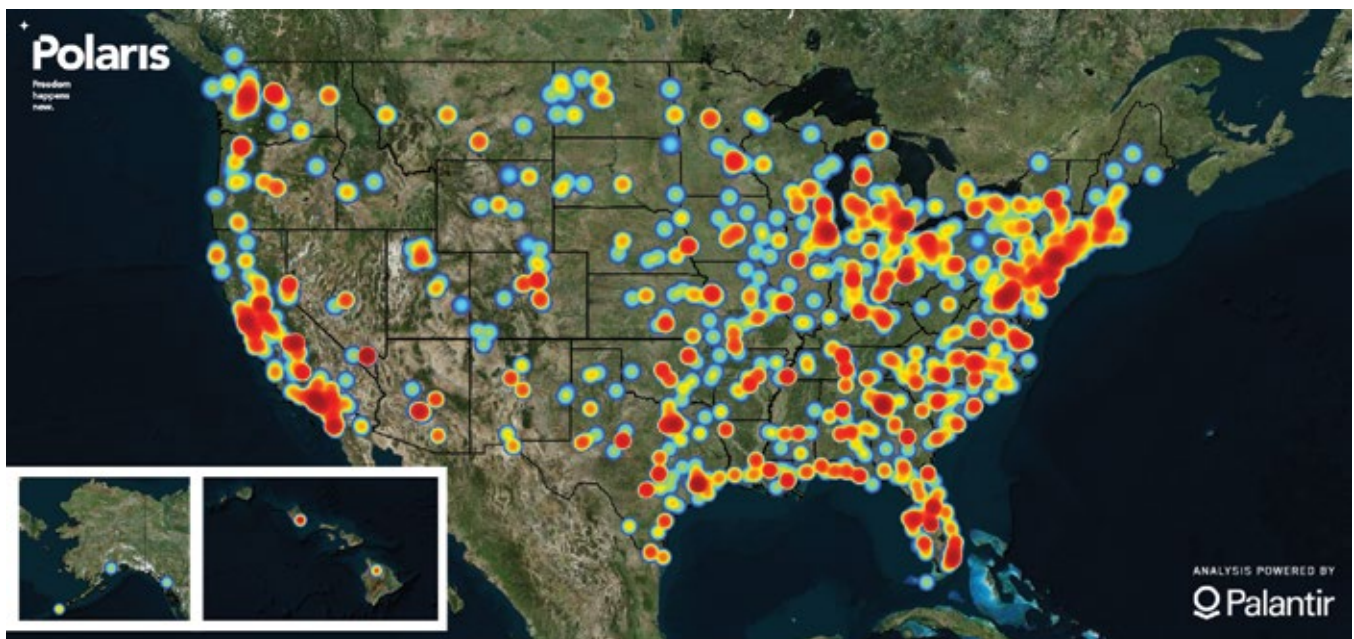 Polaris
Freedom
happens
now.
ANALYSIS POWERED BY
Palantir